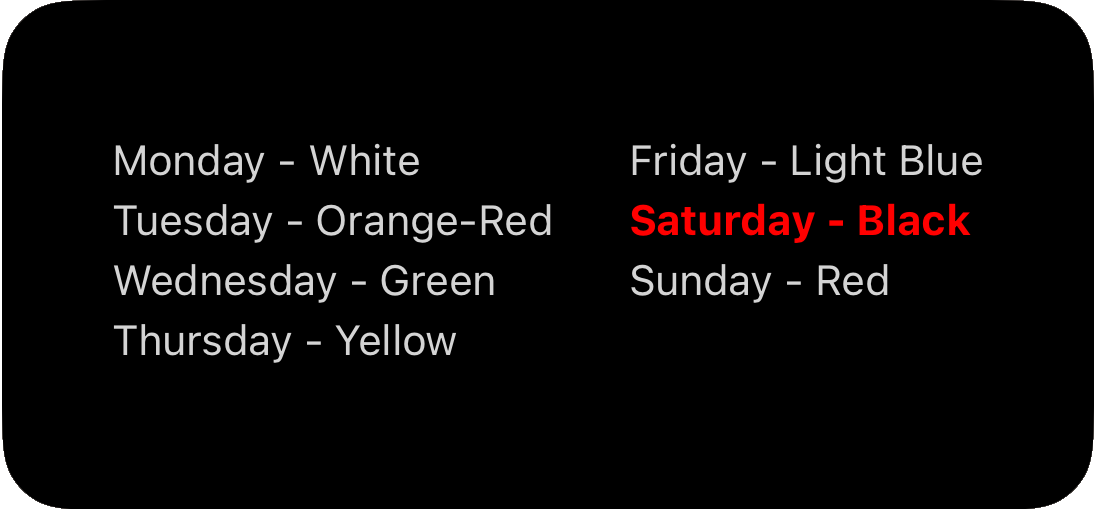 Monday - White
Tuesday - Orange-Red
Wednesday - Green
Thursday - Yellow
Friday - Light Blue
Saturday - Black
Sunday - Red